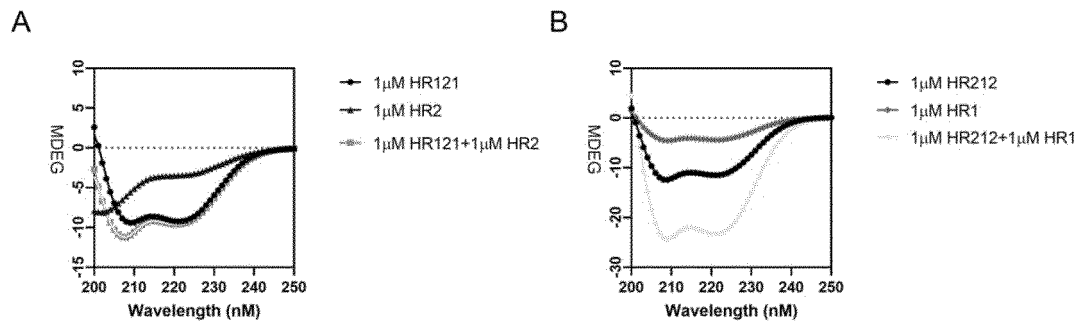 A
MDEG
10
5
0
-5
-10
-15
200
210
220
230
240
250
Wavelength (nM)
1µM HR121
1µM HR2
1µM HR121+1µM HR2
B
MDEG
10
0
-10
-20
-30
200
210
220
230
240
250
Wavelength (nM)
1µM HR212
1µM HR1
1µM HR212+1µM HR1